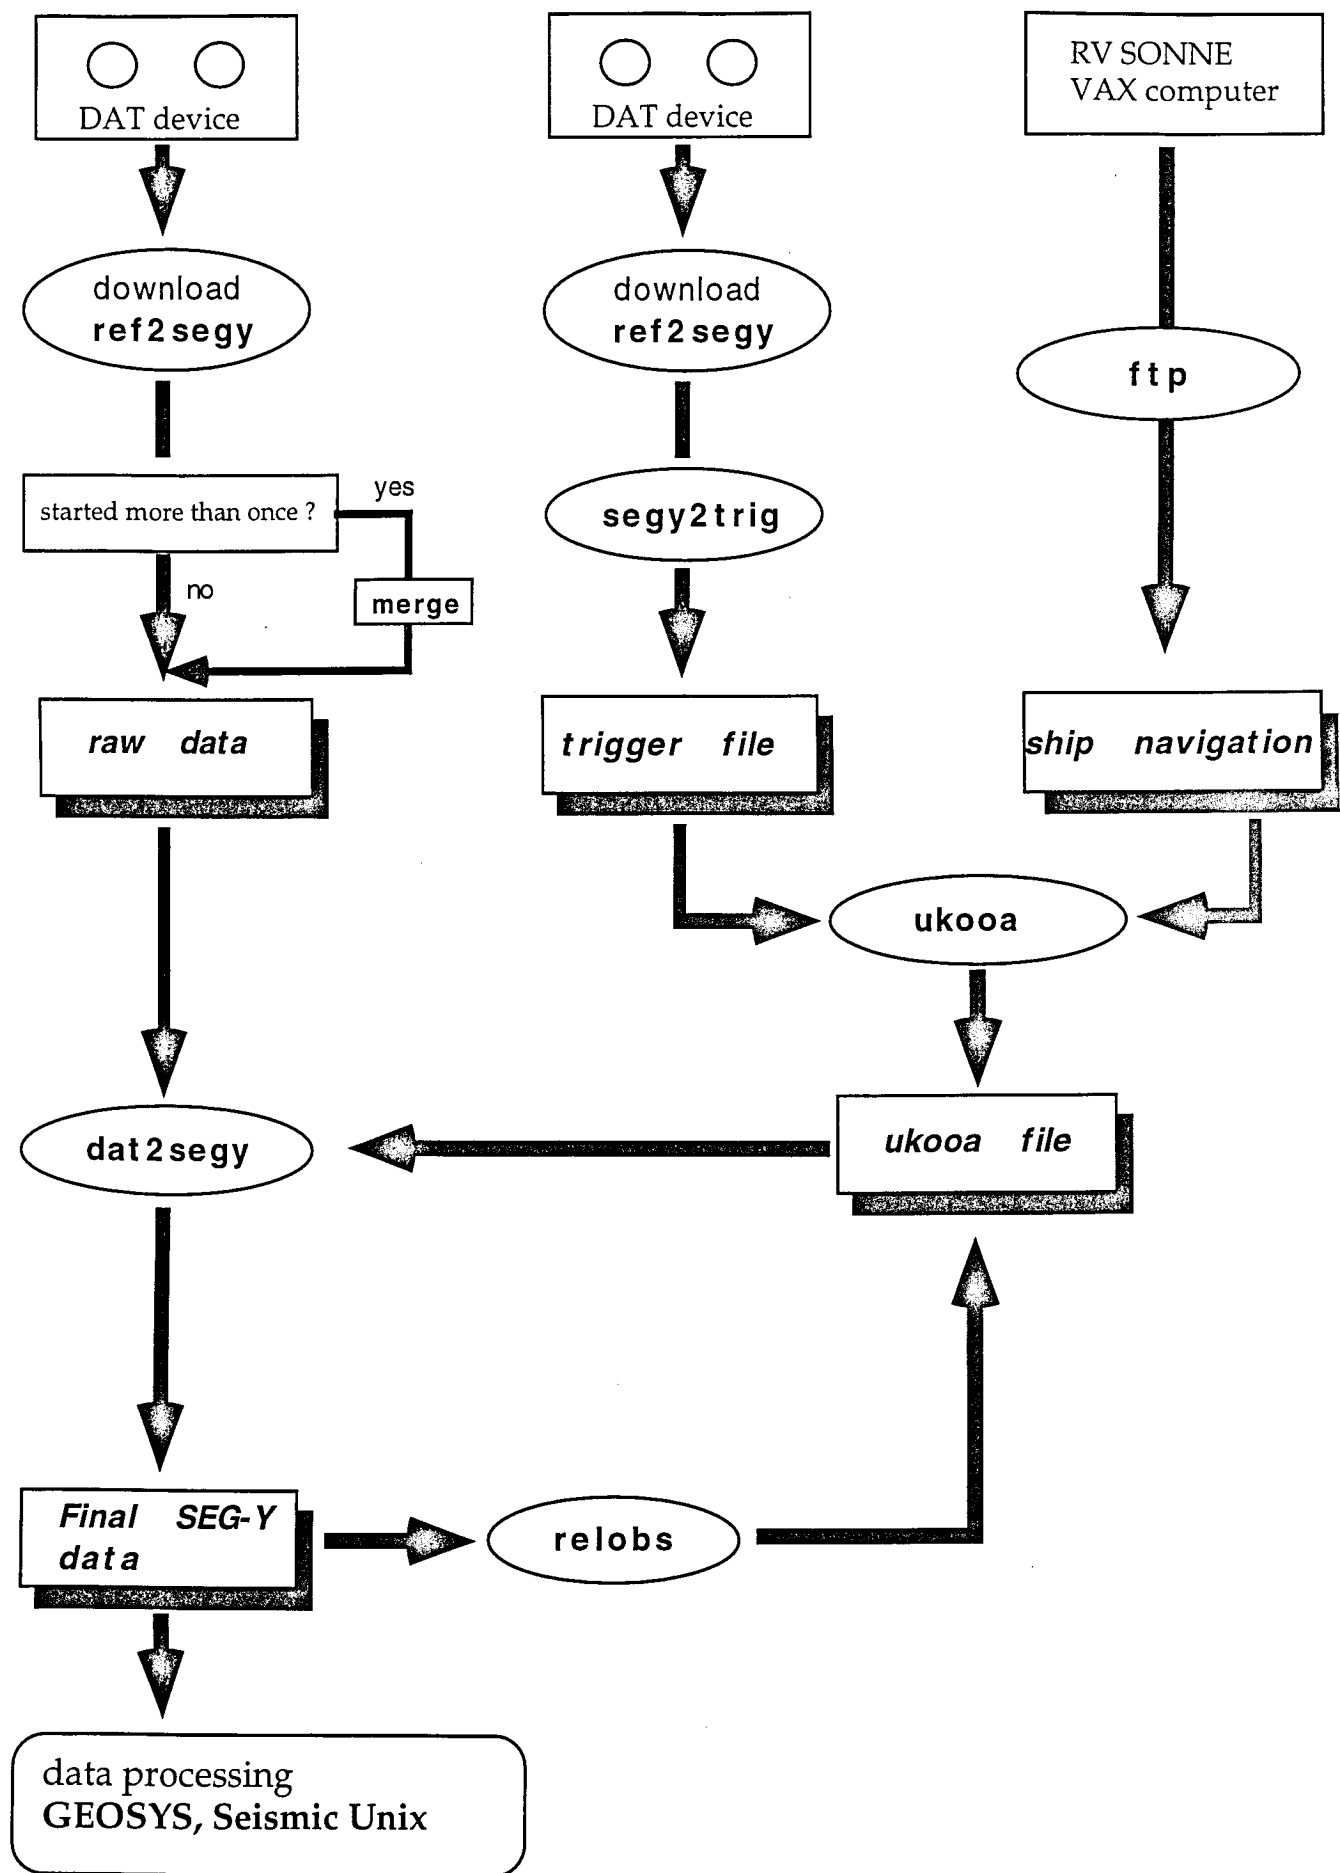 DAT device
DAT device
RV SONNE
VAX computer
download
ref2segy
download
ref2segy
ftp
started more than once ?
yes
segy2trig
no
merge
raw data
trigger file
ship navigation
ukooa
dat2segy
ukooa file
Final SEG-Y
data
relobs
data processing
GEOSYS, Seismic Unix